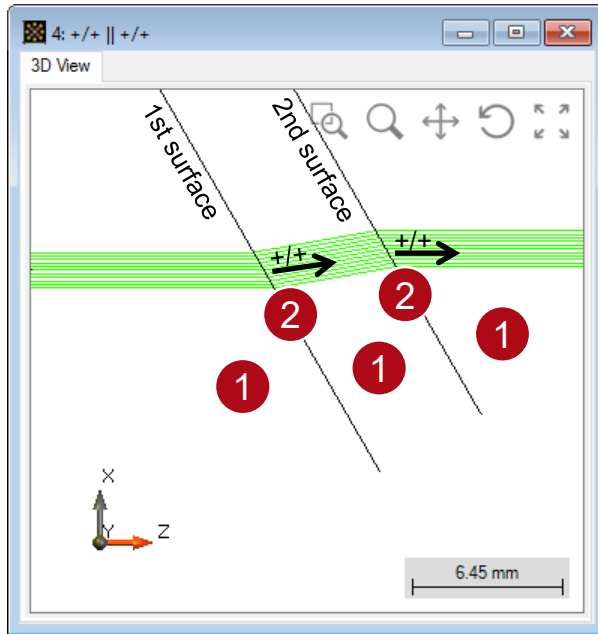 4: +/+ || +/+
3D View
1st surface
2nd surface
+/+
+/+
2
2
1
1
1
X
Y
Z
6.45 mm